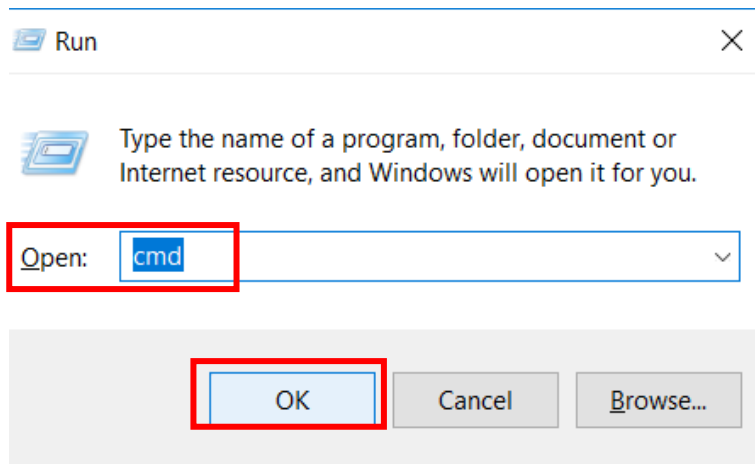 Run
Type the name of a program, folder, document or
Internet resource, and Windows will open it for you.
Open: cmd
OK Cancel Browse...